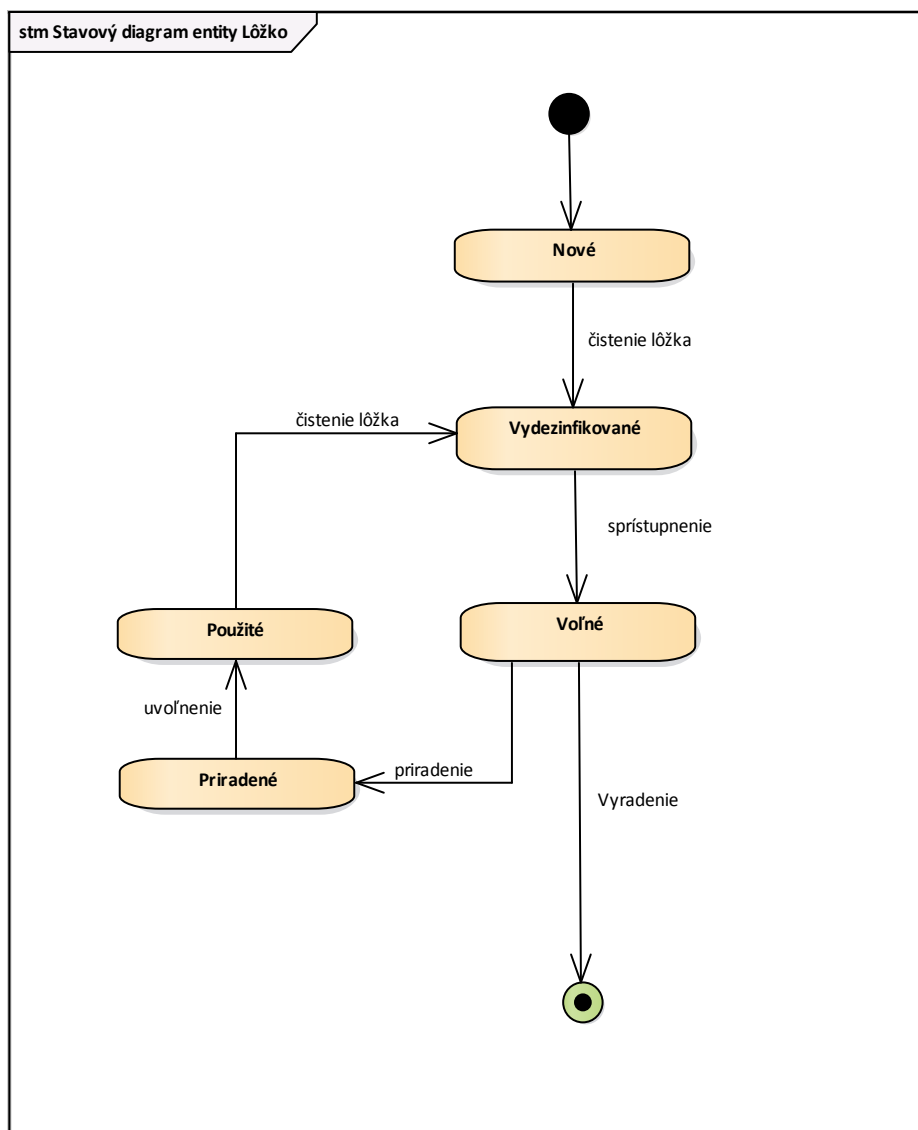 stm Stavový diagram entity Lôžko
Nové
čistenie lôžka
čistenie lôžka
Vydezinfikované
sprístupnenie
Použité
Voľné
uvoľnenie
Priradené
priradenie
Vyradenie